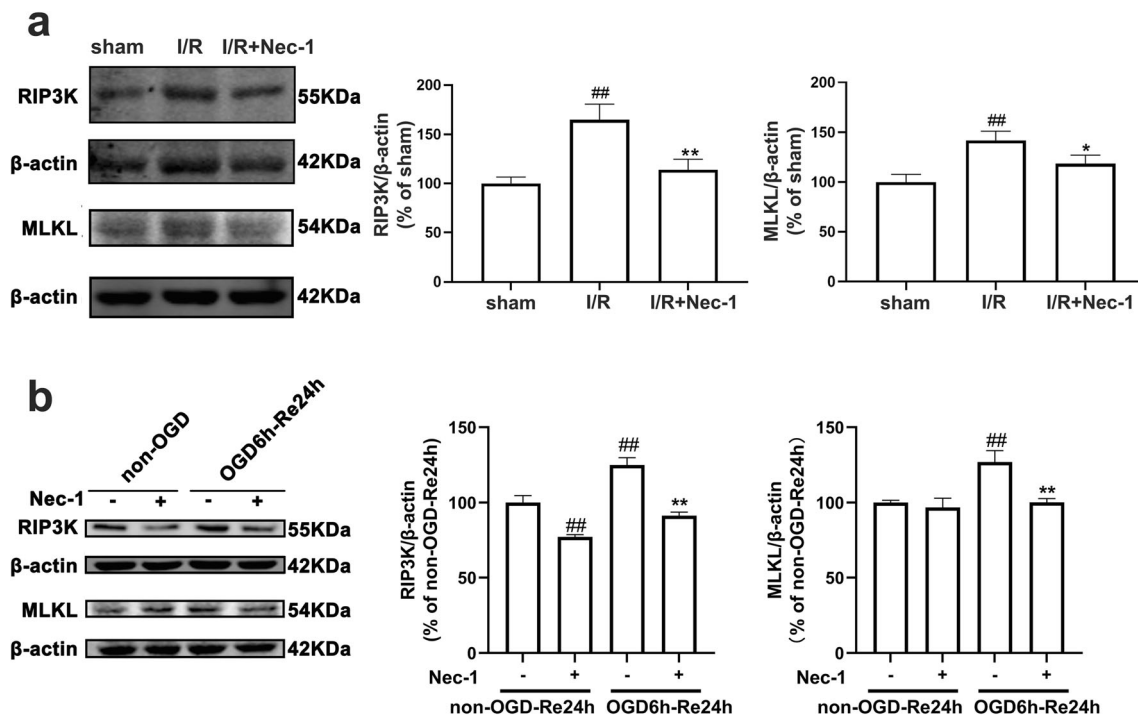 a
sham I/R I/R+Nec-1
RIP3K 55KDa
β-actin 42KDa
MLKL 54KDa
β-actin 42KDa
RIP3K/β-actin
(% of sham)
200
150
100
50
0
##
**
sham I/R I/R+Nec-1
MLKL/β-actin
(% of sham)
200
150
100
50
0
##
*
sham I/R I/R+Nec-1
b
non-OGD OGD6h-Re24h
Nec-1 - + - +
RIP3K 55KDa
β-actin 42KDa
MLKL 54KDa
β-actin 42KDa
RIP3K/β-actin
(% of non-OGD-Re24h)
150
100
50
0
##
##
**
Nec-1 - + - +
non-OGD-Re24h OGD6h-Re24h
MLKL/β-actin
(% of non-OGD-Re24h)
150
100
50
0
##
**
Nec-1 - + - +
non-OGD-Re24h OGD6h-Re24h